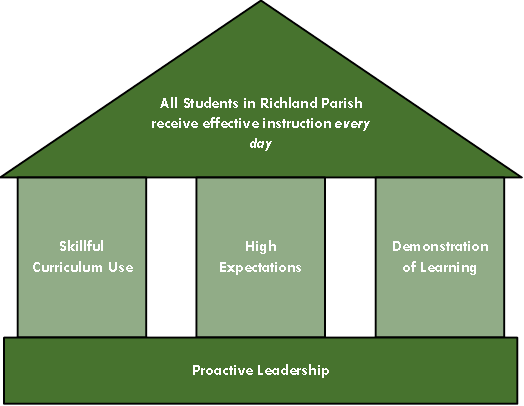 All Students in Richland Parish
receive effective instruction every
day
Skillful
Curriculum Use
High
Expectations
Demonstration
of Learning
Proactive Leadership